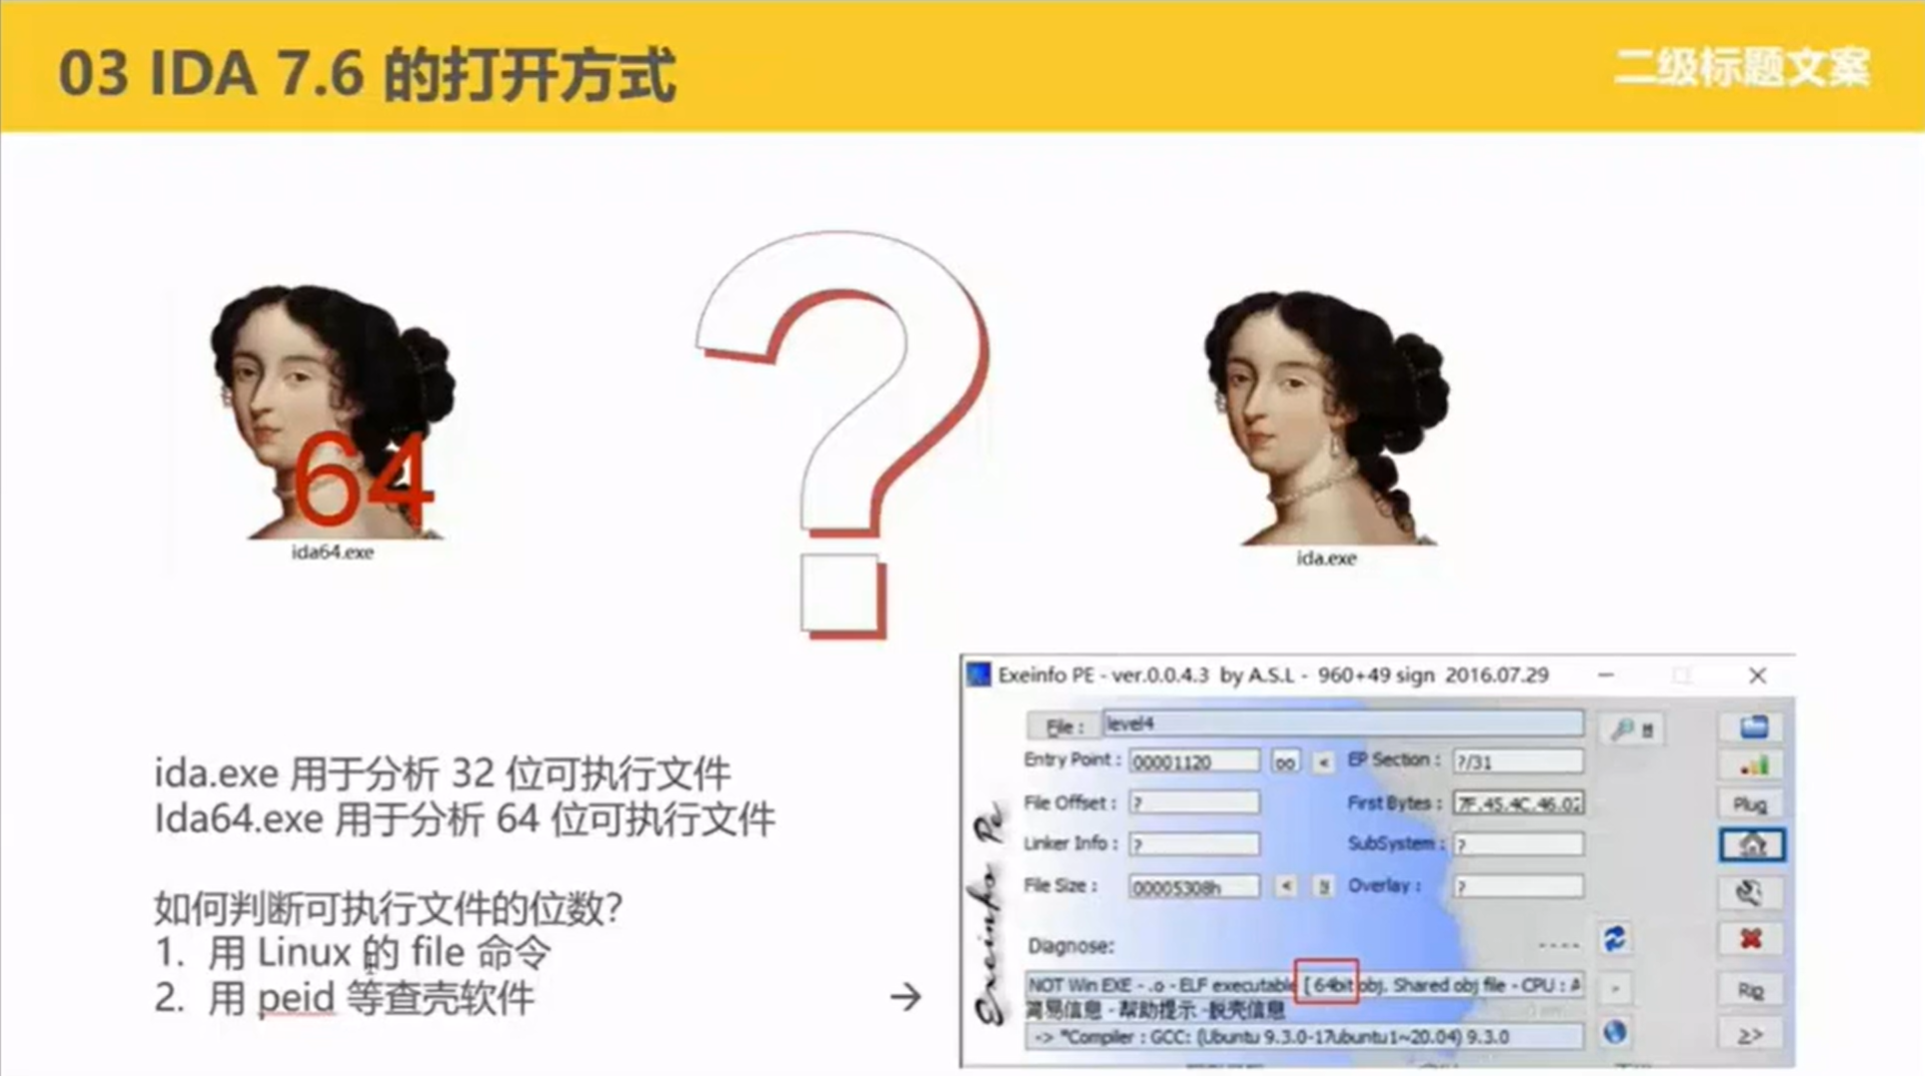 03 IDA 7.6 的打开方式
二级标题文案
64
ida64.exe
ida.exe
ida.exe 用于分析 32 位可执行文件
Ida64.exe 用于分析 64 位可执行文件
如何判断可执行文件的位数?
1. 用 Linux 的 file 命令
2. 用 peid 等查壳软件
→
Exeinfo PE - ver.0.0.4.3 by A.S.L - 960+49 sign 2016.07.29
Exeinfo Pe
File : level4
Entry Point : 00001120 oo < EP Section : ?/31
File Offset : ? First Bytes : 7F.45.4C.46.02
Plug
Linker Info : ? SubSystem : ?
File Size : 00005308h < Overlay : ?
Diagnose: ----
NOT Win EXE - .o - ELF executable [ 64bit obj. Shared obj file - CPU : A
Rip
简易信息 - 帮助提示 -脱壳信息
-> *Compiler : GCC: (Ubuntu 9.3.0-17ubuntu1~20.04) 9.3.0
>>